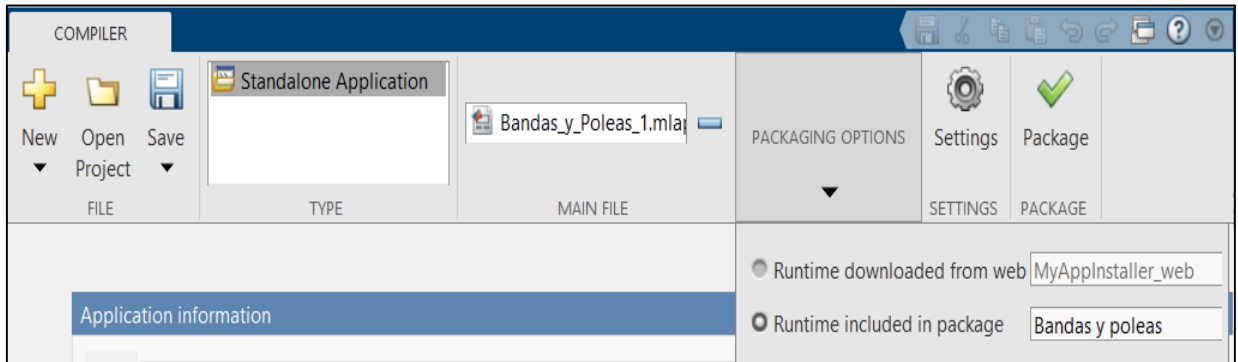 COMPILER
New
Open
Project
Save
FILE
Standalone Application
TYPE
Bandas_y_Poleas_1.mlap
MAIN FILE
PACKAGING OPTIONS
Settings
SETTINGS
Package
PACKAGE
Runtime downloaded from web MyAppInstaller_web
Runtime included in package Bandas y poleas
Application information